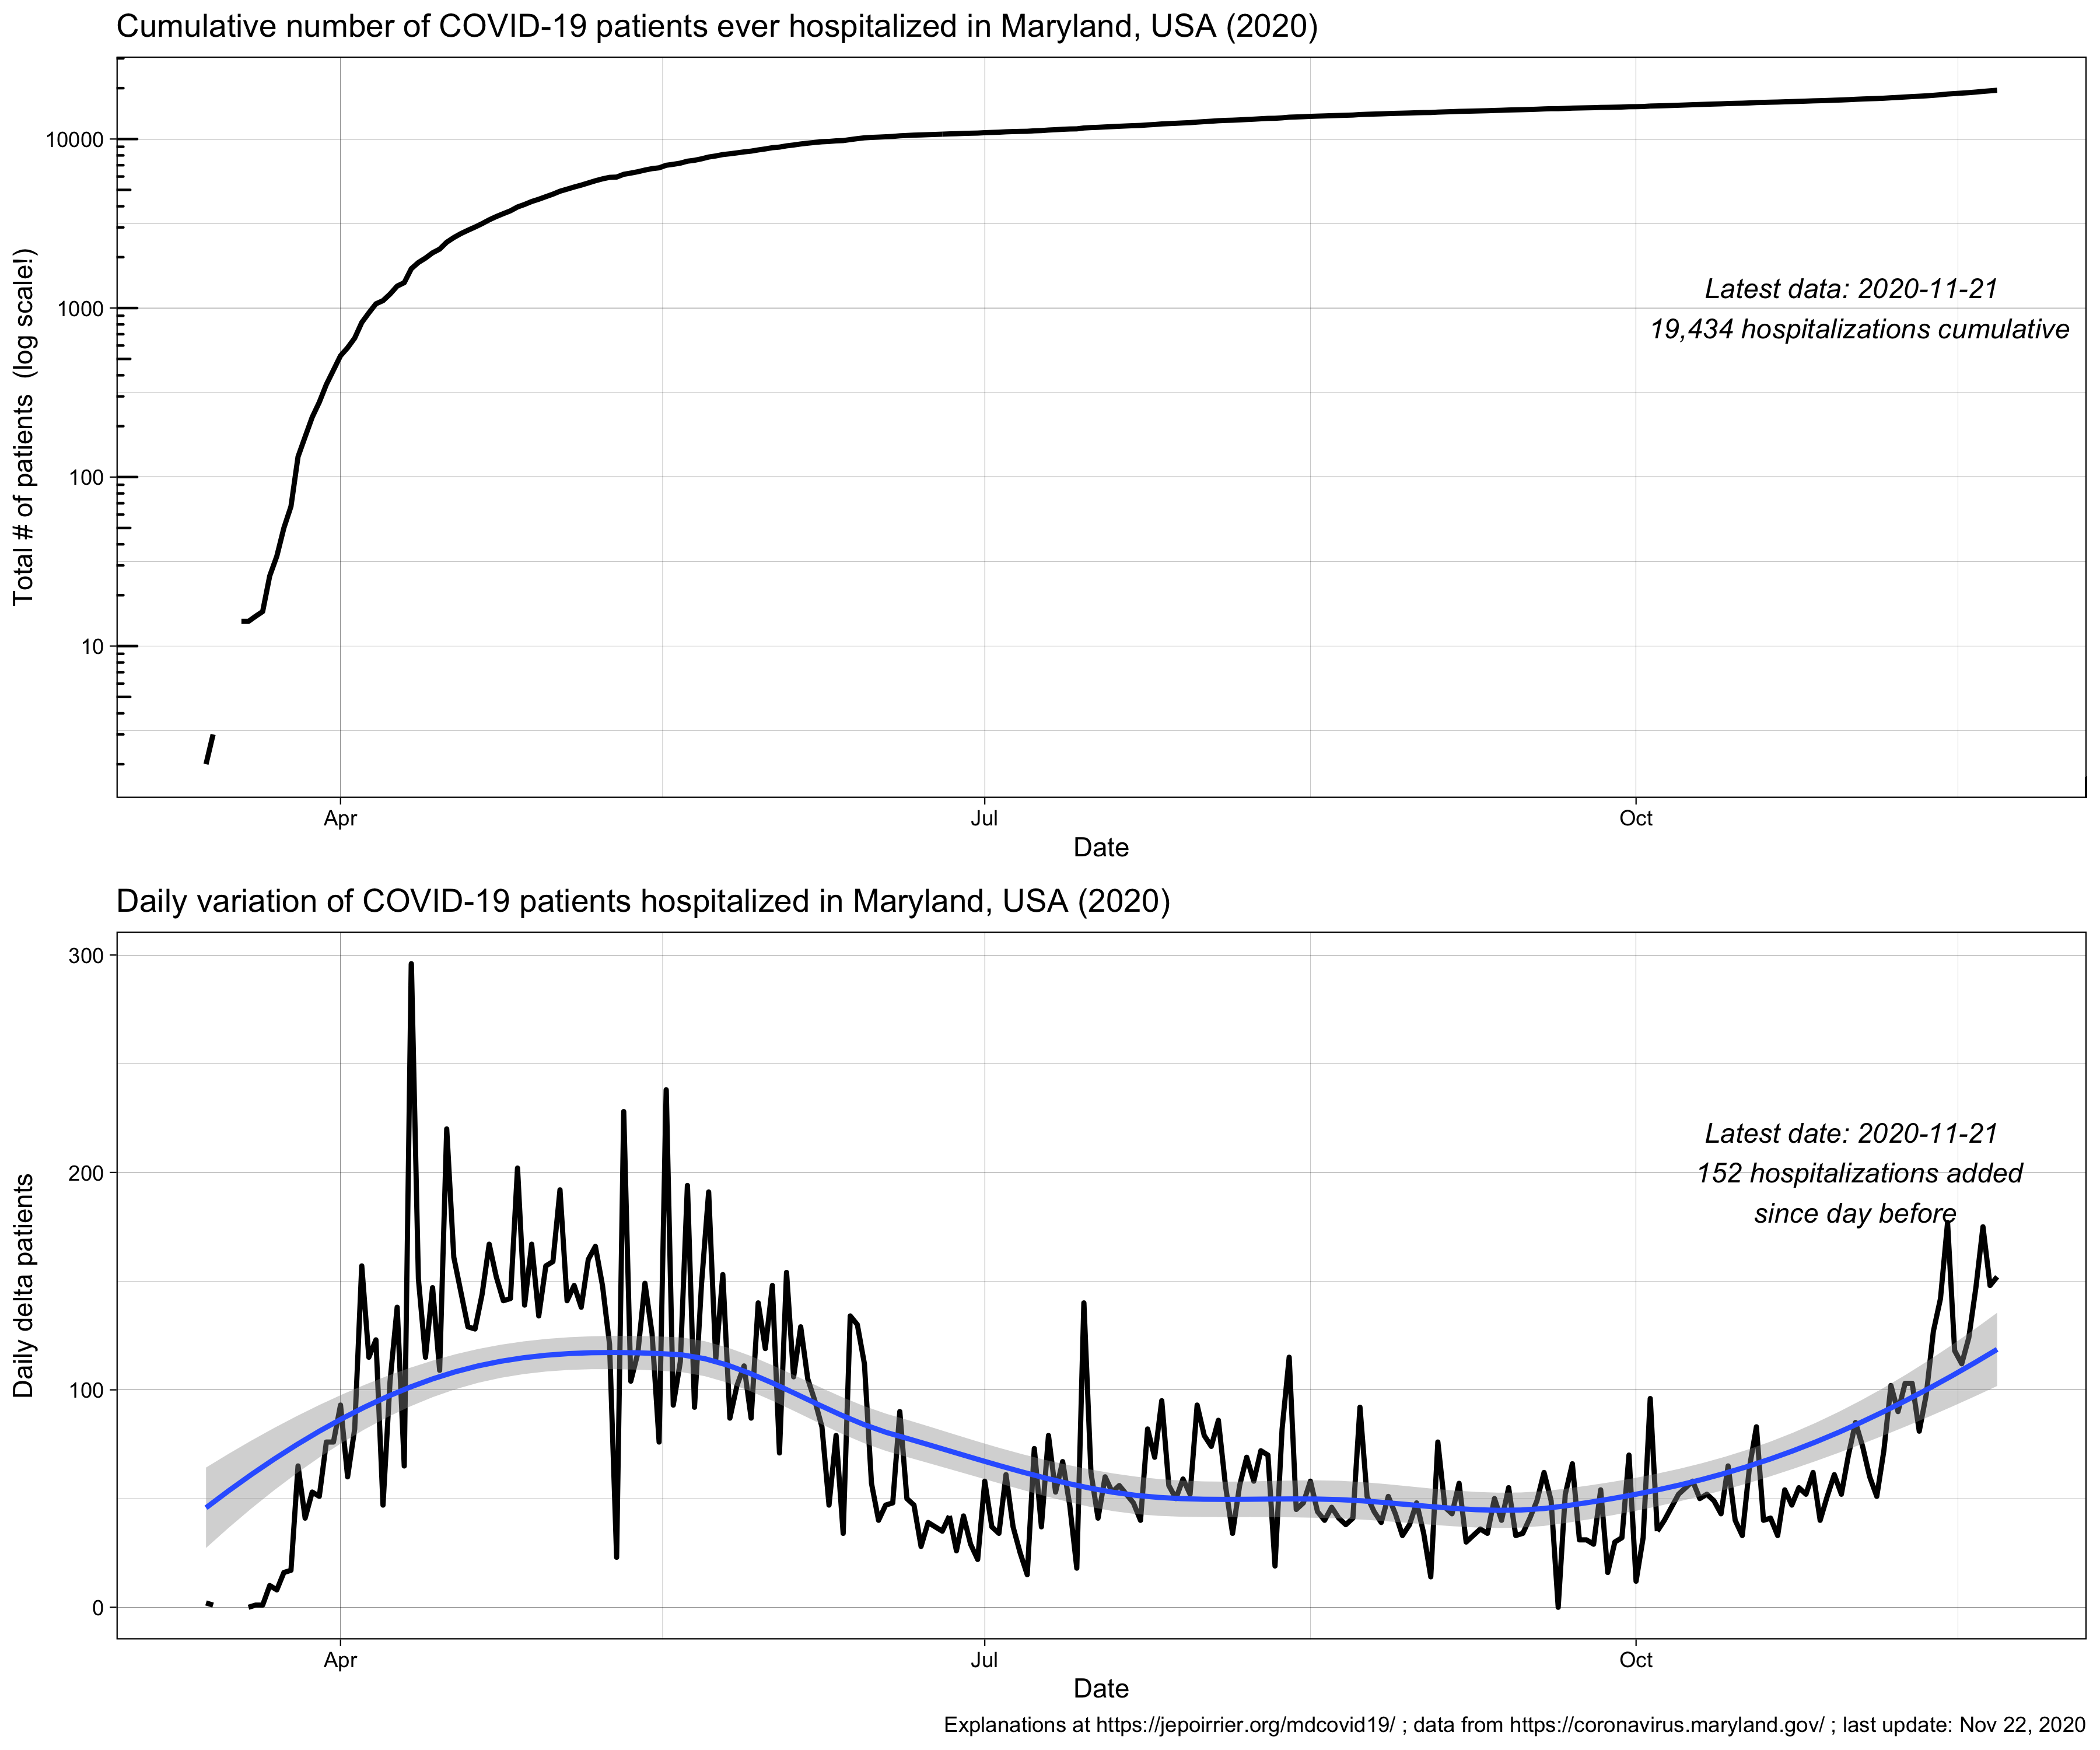 Cumulative number of COVID-19 patients ever hospitalized in Maryland, USA (2020)
Total # of patients (log scale!)
10000
1000
100
10
Latest data: 2020-11-21
19,434 hospitalizations cumulative
Apr
Jul
Oct
Date
Daily variation of COVID-19 patients hospitalized in Maryland, USA (2020)
Daily delta patients
300
200
100
0
Latest date: 2020-11-21
152 hospitalizations added
since day before
Apr
Jul
Oct
Date
Explanations at https://jepoirrier.org/mdcovid19/ ; data from https://coronavirus.maryland.gov/ ; last update: Nov 22, 2020